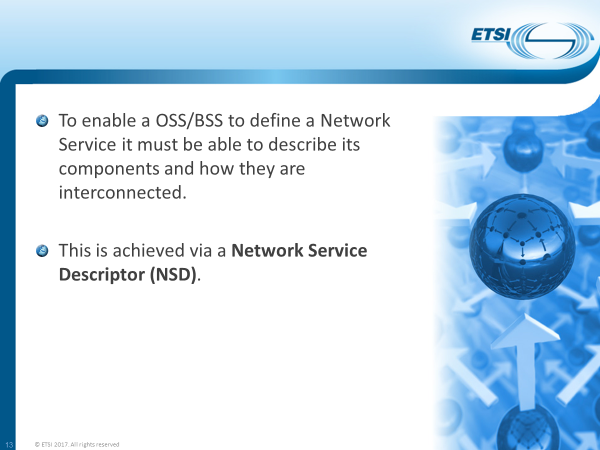 ETSI
To enable a OSS/BSS to define a Network
Service it must be able to describe its
components and how they are
interconnected.
This is achieved via a Network Service
Descriptor (NSD).
13
© ETSI 2017. All rights reserved